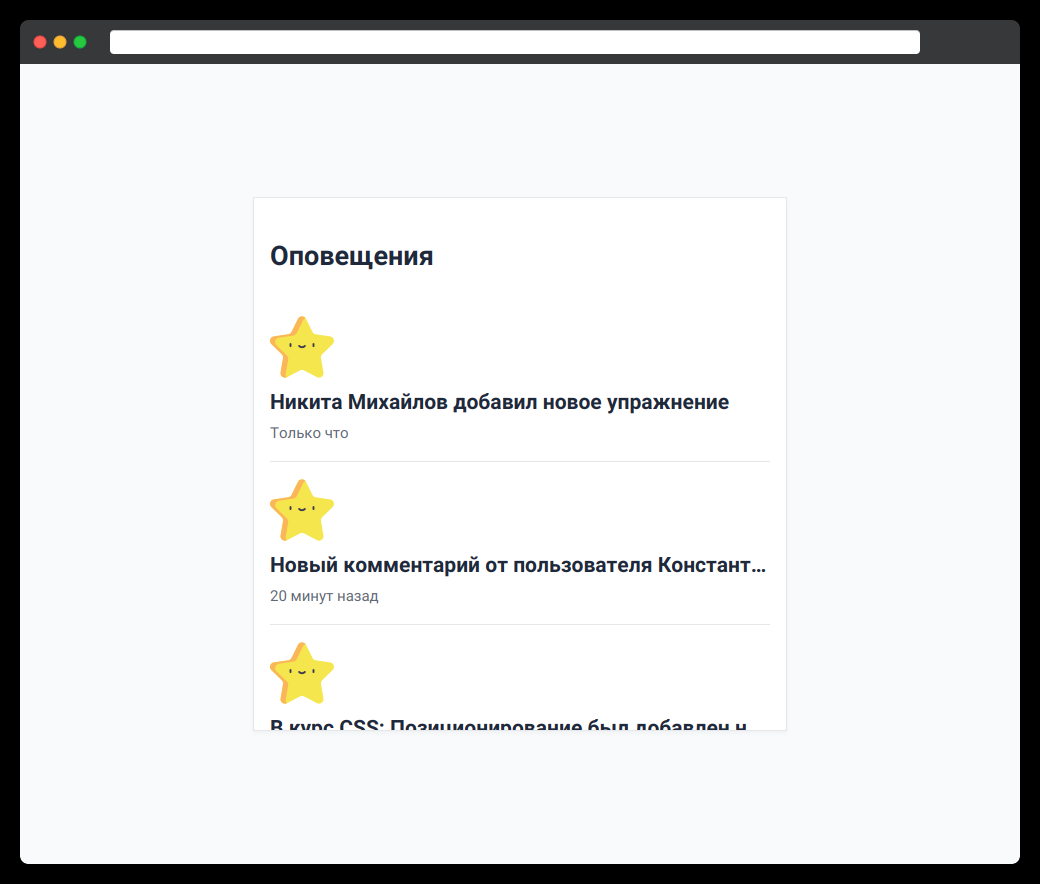 Оповещения
Никита Михайлов добавил новое упражнение
Только что
Новый комментарий от пользователя Констант…
20 минут назад
В курс CSS: Позиционирование был добавлен н…